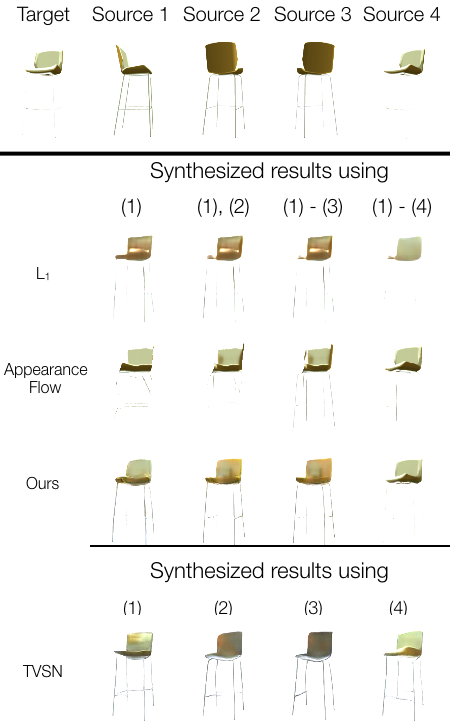 Target Source 1 Source 2 Source 3 Source 4
Synthesized results using
(1) (1), (2) (1) - (3) (1) - (4)
L₁
Appearance
Flow
Ours
Synthesized results using
(1) (2) (3) (4)
TVSN